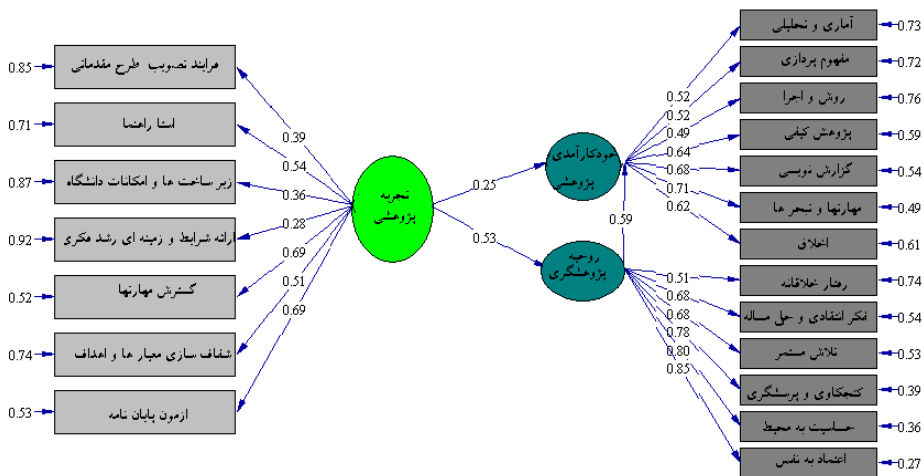 0.85
فرایند تصویب طرح مقدماتی
0.71
استا راهنما
0.87
زیر ساخت ها و امکانات دانشگاه
0.92
ارائه شرایط و زمینه ای رشد فکری
0.52
گسترش مهارتها
0.74
شفاف سازی معیار ها و اهداف
0.53
ازمون پایان نامه
0.39
0.54
0.36
0.28
0.69
0.51
0.69
تجربه
پژوهشی
0.25
0.53
خودکارآمدی
پژوهشی
0.59
روحیه
پژوهشگری
0.52
0.52
0.49
0.64
0.68
0.71
0.62
0.51
0.68
0.68
0.78
0.80
0.85
آماری و تحلیلی
0.73
مفهوم پردازی
0.72
روش و اجرا
0.76
پژوهش کیفی
0.59
گزارش نویسی
0.54
مهارتها و تبحر ها
0.49
اخلاق
0.61
رفتار خلاقانه
0.74
فکر انتقادی و حل مساله
0.54
تلاش مستمر
0.53
کنجکاوی و پرسشگری
0.39
حساسیت به محیط
0.36
اعتماد به نفس
0.27